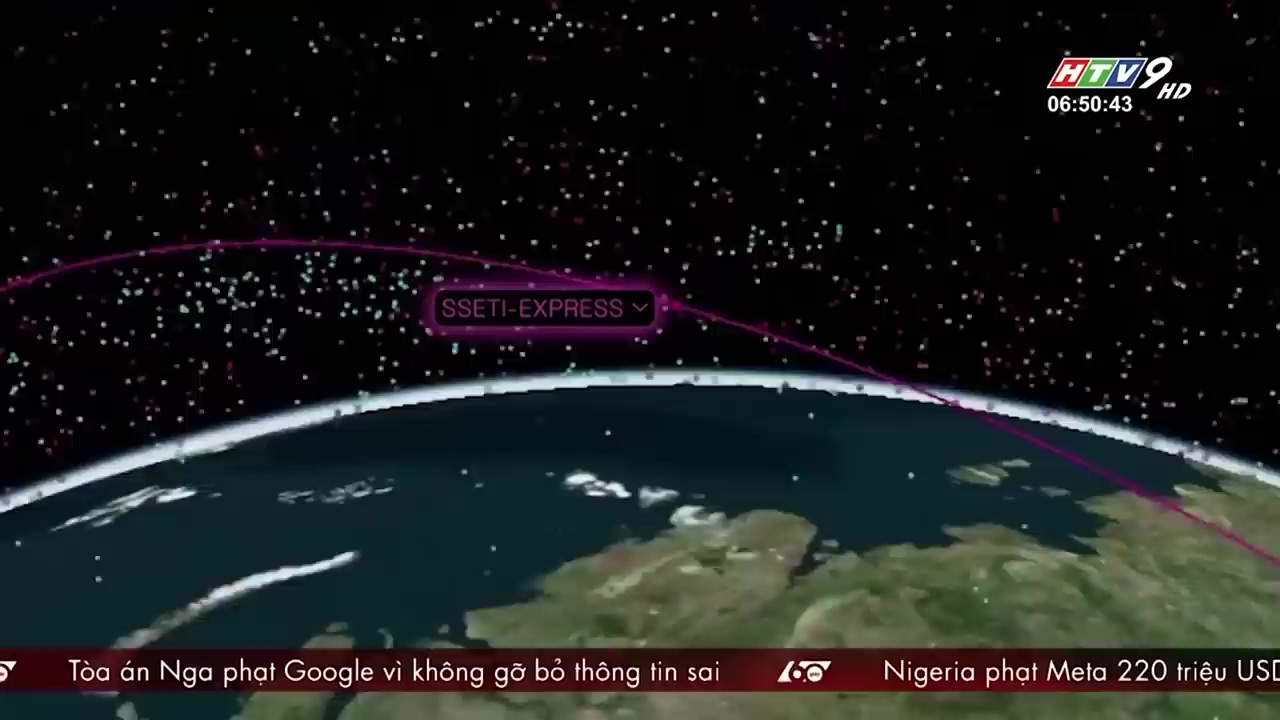 HTV9 HD
06:50:43
SSETI-EXPRESS
Tòa án Nga phạt Google vì không gỡ bỏ thông tin sai
Nigeria phạt Meta 220 triệu USD